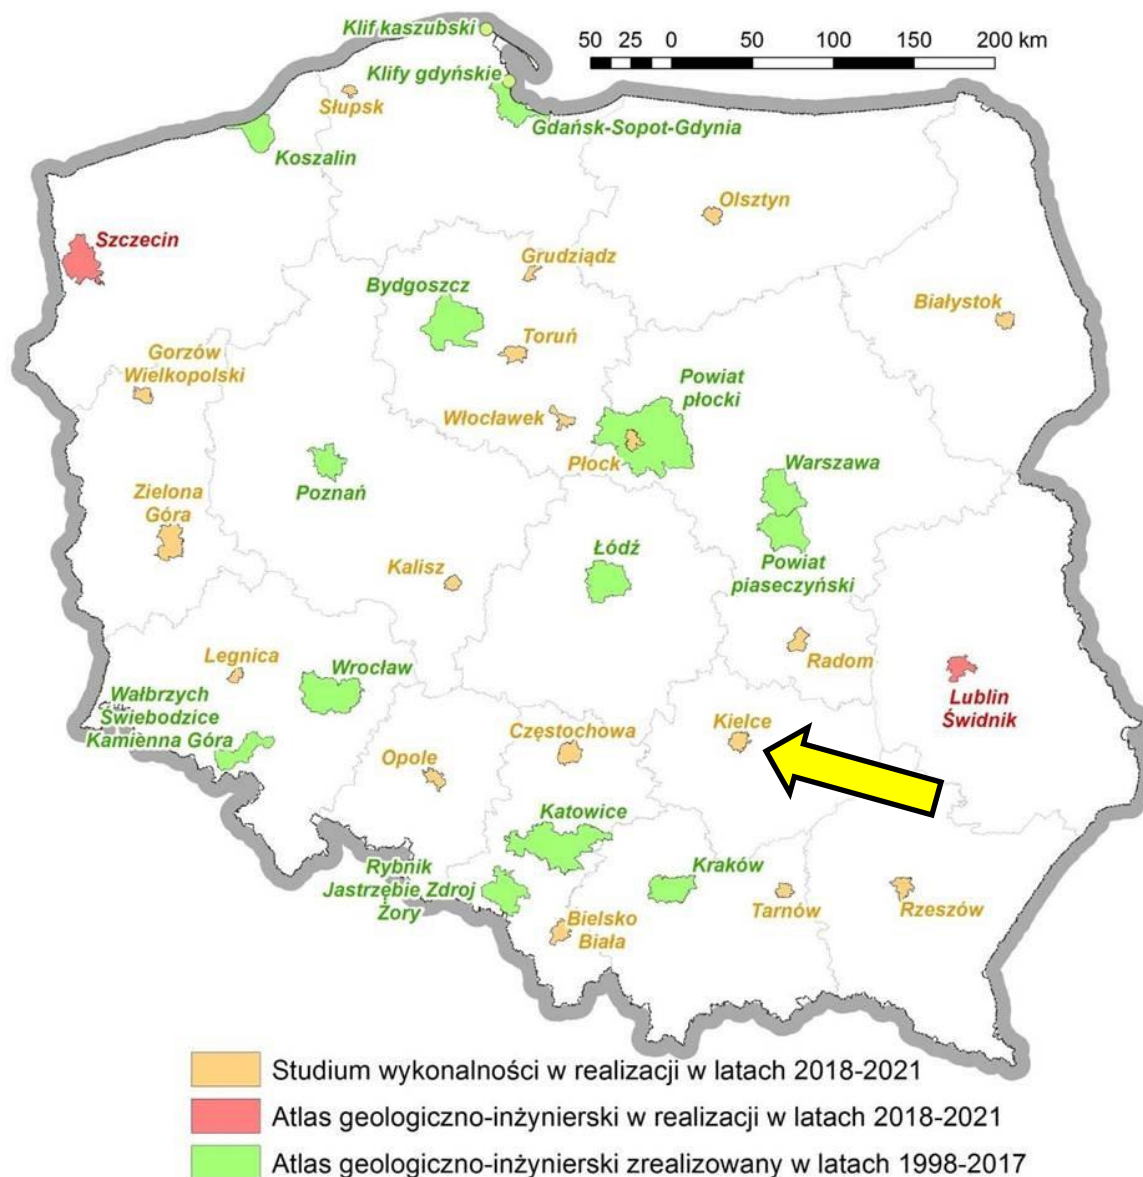 Klif kaszubski
50 25 0 50 100 150 200 km
Klify gdyńskie
Słupsk
Gdańsk-Sopot-Gdynia
Koszalin
Olsztyn
Szczecin
Grudziądz
Bydgoszcz
Białystok
Toruń
Gorzów
Wielkopolski
Powiat
płocki
Włocławek
Płock
Warszawa
Poznań
Zielona
Góra
Łódź
Kalisz
Powiat
piaseczyński
Legnica
Wrocław
Radom
Lublin
Świdnik
Wałbrzych
Świebodzice
Kamienna Góra
Częstochowa
Kielce
Opole
Katowice
Kraków
Rybnik
Jastrzębie Zdroj
Żory
Bielsko
Biała
Tarnów
Rzeszów
Studium wykonalności w realizacji w latach 2018-2021
Atlas geologiczno-inżynierski w realizacji w latach 2018-2021
Atlas geologiczno-inżynierski zrealizowany w latach 1998-2017